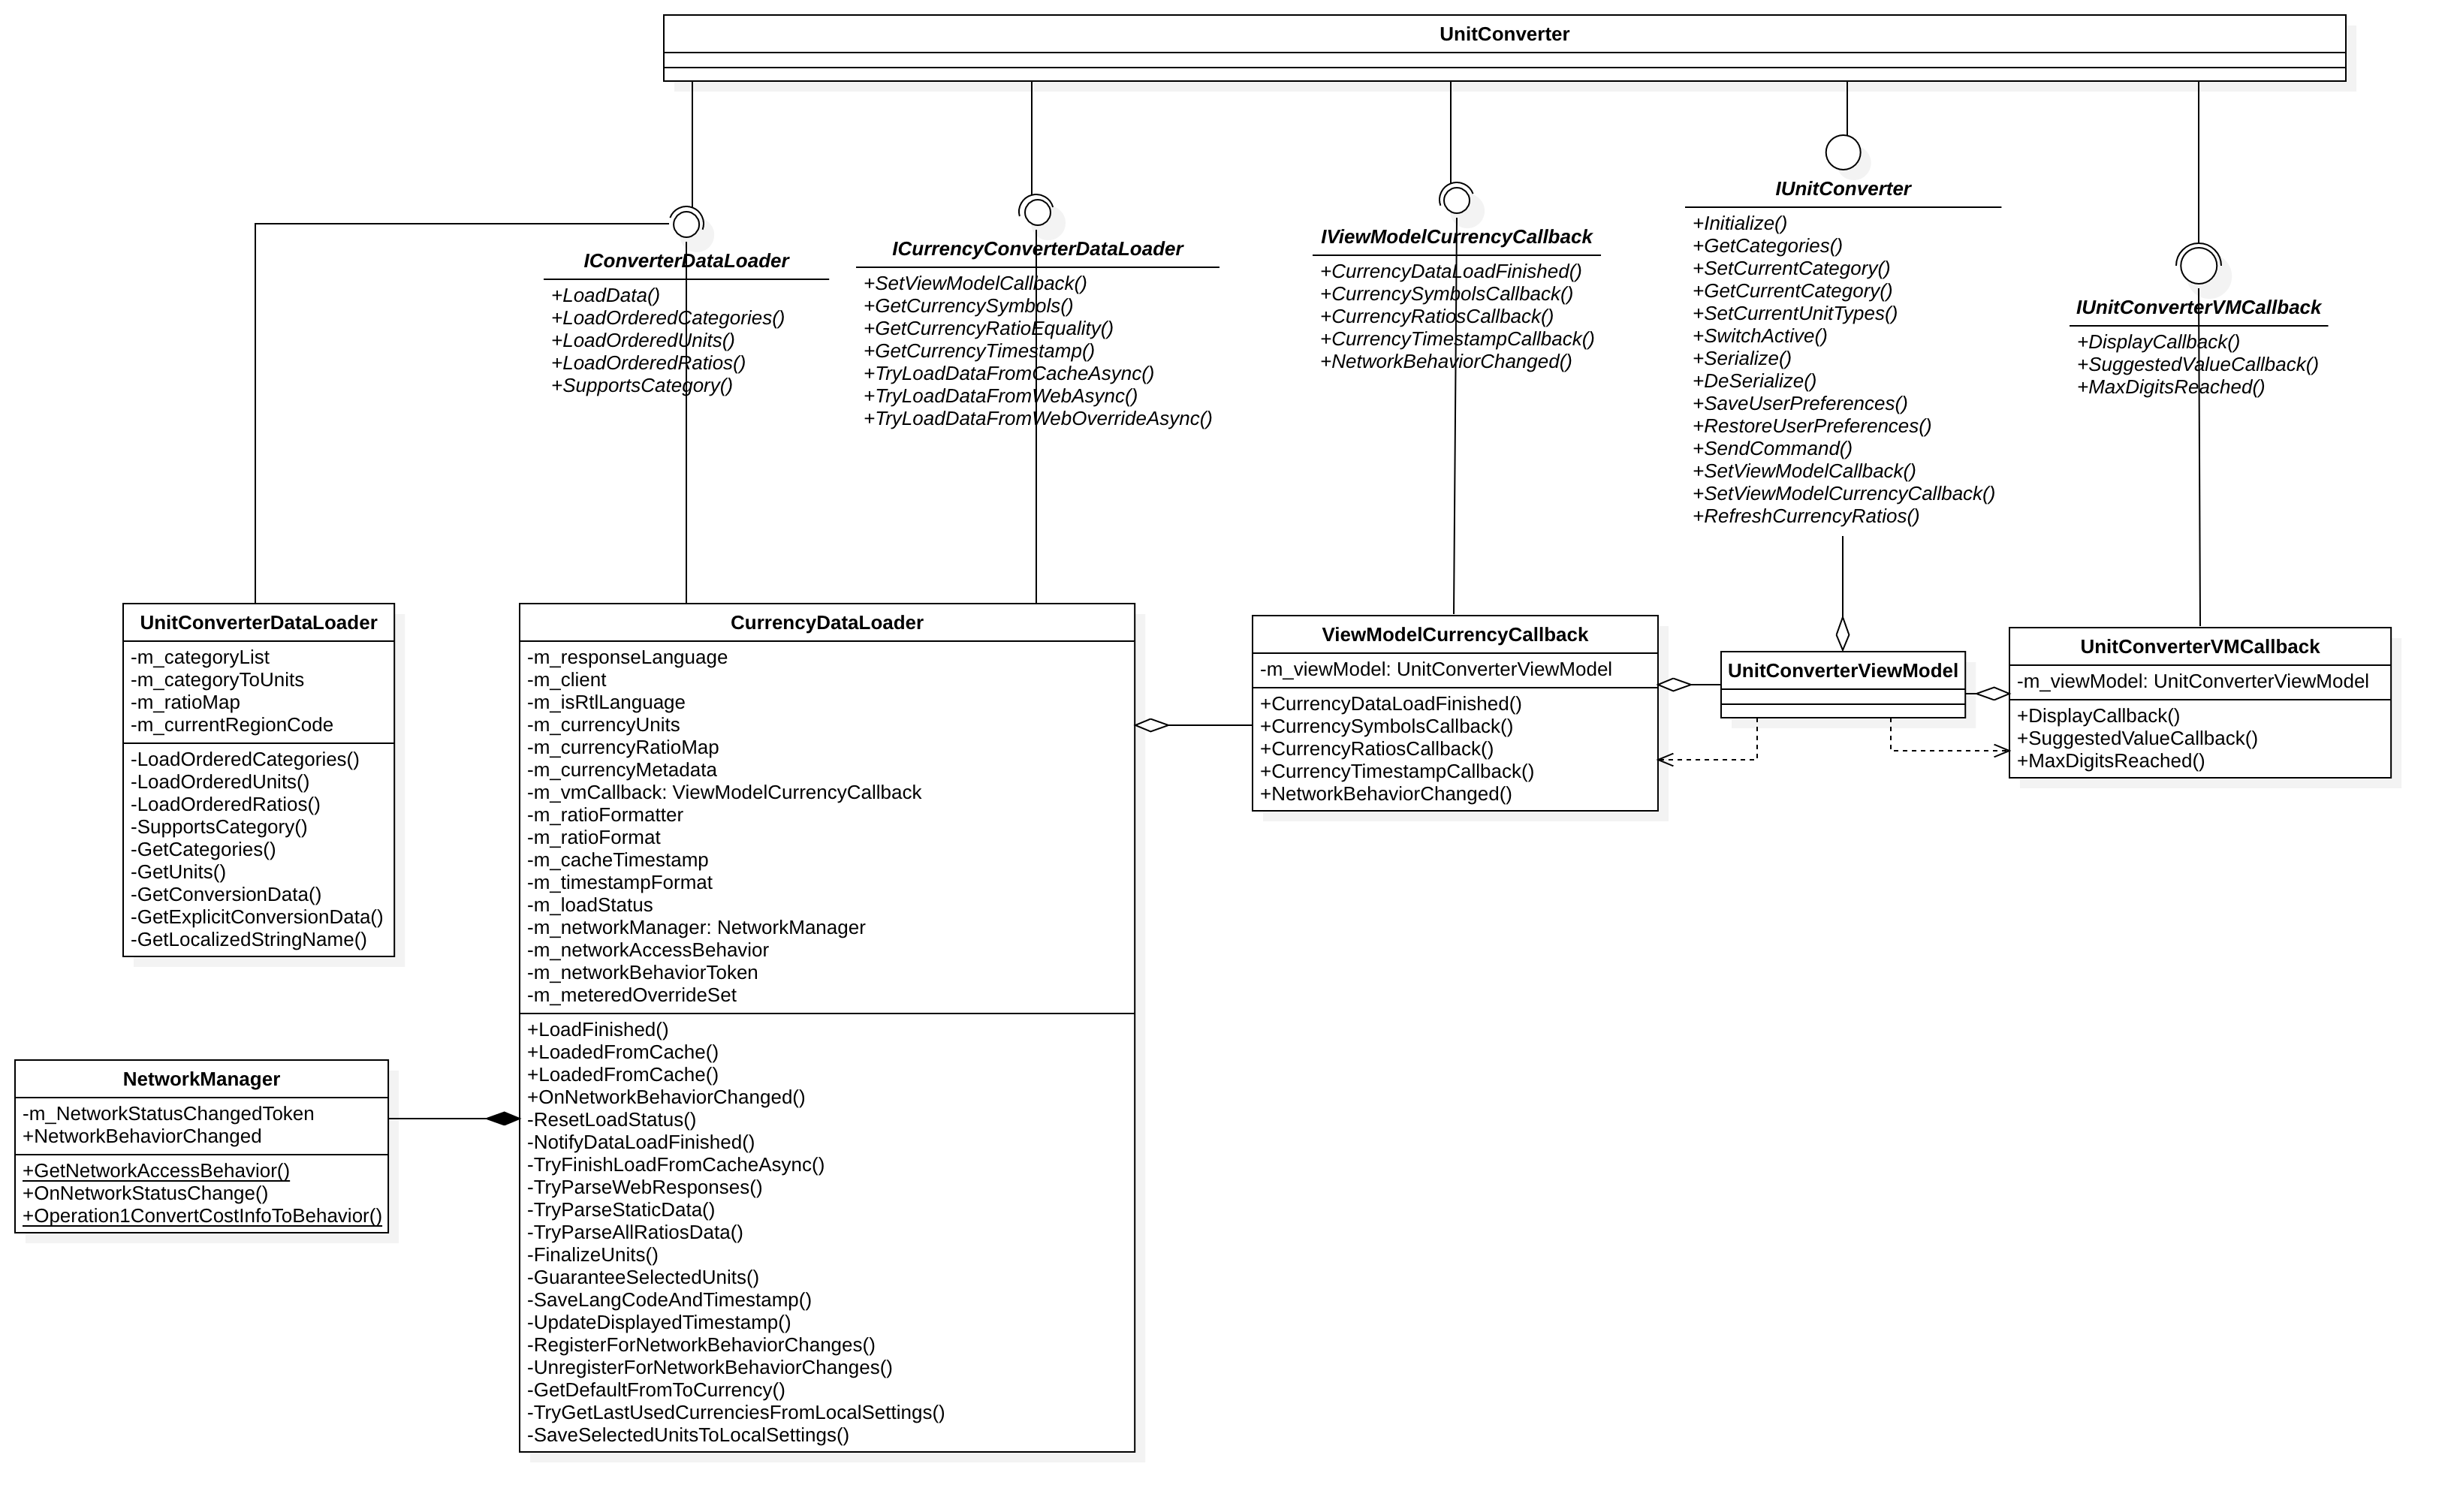 UnitConverter
IConverterDataLoader
+LoadData()
+LoadOrderedCategories()
+LoadOrderedUnits()
+LoadOrderedRatios()
+SupportsCategory()
ICurrencyConverterDataLoader
+SetViewModelCallback()
+GetCurrencySymbols()
+GetCurrencyRatioEquality()
+GetCurrencyTimestamp()
+TryLoadDataFromCacheAsync()
+TryLoadDataFromWebAsync()
+TryLoadDataFromWebOverrideAsync()
IViewModelCurrencyCallback
+CurrencyDataLoadFinished()
+CurrencySymbolsCallback()
+CurrencyRatiosCallback()
+CurrencyTimestampCallback()
+NetworkBehaviorChanged()
IUnitConverter
+Initialize()
+GetCategories()
+SetCurrentCategory()
+GetCurrentCategory()
+SetCurrentUnitTypes()
+SwitchActive()
+Serialize()
+DeSerialize()
+SaveUserPreferences()
+RestoreUserPreferences()
+SendCommand()
+SetViewModelCallback()
+SetViewModelCurrencyCallback()
+RefreshCurrencyRatios()
IUnitConverterVMCallback
+DisplayCallback()
+SuggestedValueCallback()
+MaxDigitsReached()
UnitConverterDataLoader
-m_categoryList
-m_categoryToUnits
-m_ratioMap
-m_currentRegionCode
-LoadOrderedCategories()
-LoadOrderedUnits()
-LoadOrderedRatios()
-SupportsCategory()
-GetCategories()
-GetUnits()
-GetConversionData()
-GetExplicitConversionData()
-GetLocalizedStringName()
CurrencyDataLoader
-m_responseLanguage
-m_client
-m_isRtlLanguage
-m_currencyUnits
-m_currencyRatioMap
-m_currencyMetadata
-m_vmCallback: ViewModelCurrencyCallback
-m_ratioFormatter
-m_ratioFormat
-m_cacheTimestamp
-m_timestampFormat
-m_loadStatus
-m_networkManager: NetworkManager
-m_networkAccessBehavior
-m_networkBehaviorToken
-m_meteredOverrideSet
+LoadFinished()
+LoadedFromCache()
+LoadedFromCache()
+OnNetworkBehaviorChanged()
-ResetLoadStatus()
-NotifyDataLoadFinished()
-TryFinishLoadFromCacheAsync()
-TryParseWebResponses()
-TryParseStaticData()
-TryParseAllRatiosData()
-FinalizeUnits()
-GuaranteeSelectedUnits()
-SaveLangCodeAndTimestamp()
-UpdateDisplayedTimestamp()
-RegisterForNetworkBehaviorChanges()
-UnregisterForNetworkBehaviorChanges()
-GetDefaultFromToCurrency()
-TryGetLastUsedCurrenciesFromLocalSettings()
-SaveSelectedUnitsToLocalSettings()
ViewModelCurrencyCallback
-m_viewModel: UnitConverterViewModel
+CurrencyDataLoadFinished()
+CurrencySymbolsCallback()
+CurrencyRatiosCallback()
+CurrencyTimestampCallback()
+NetworkBehaviorChanged()
UnitConverterViewModel
UnitConverterVMCallback
-m_viewModel: UnitConverterViewModel
+DisplayCallback()
+SuggestedValueCallback()
+MaxDigitsReached()
NetworkManager
-m_NetworkStatusChangedToken
+NetworkBehaviorChanged
+GetNetworkAccessBehavior()
+OnNetworkStatusChange()
+Operation1ConvertCostInfoToBehavior()